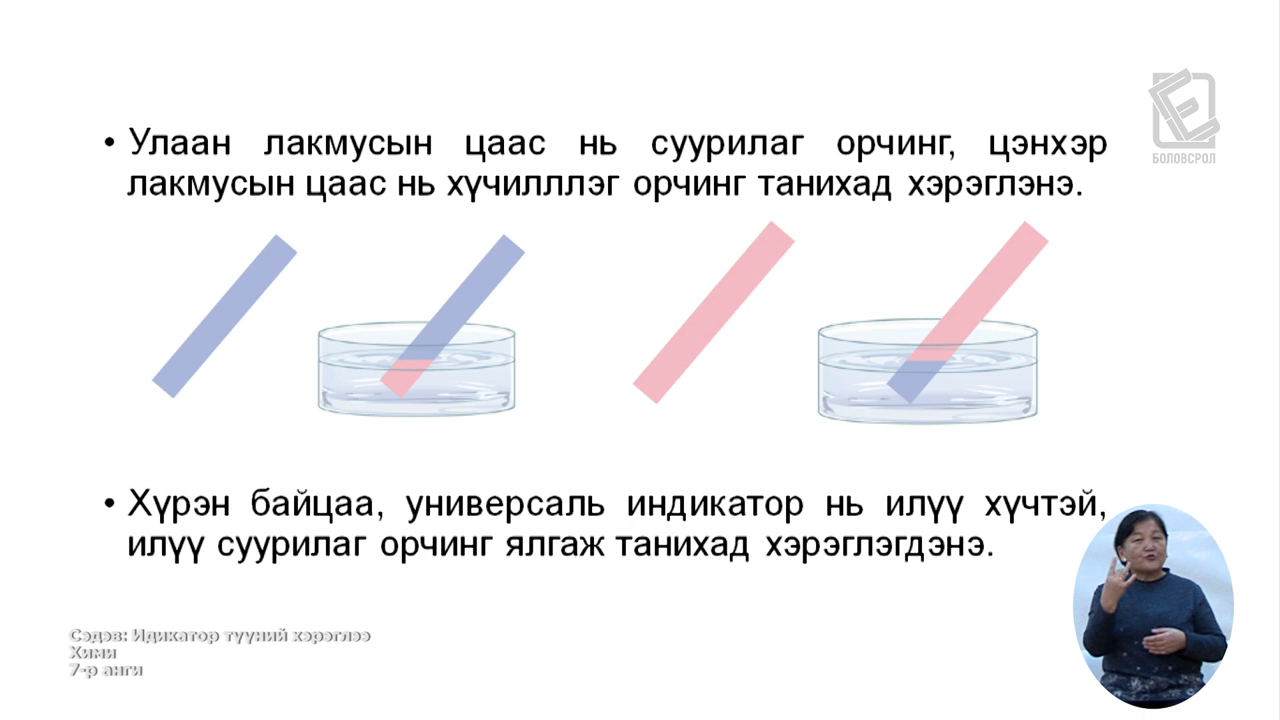 • Улаан лакмусын цаас нь суурилаг орчинг, цэнхэр
лакмусын цаас нь хүчилллэг орчинг танихад хэрэглэнэ.
БОЛОВСРОЛ
• Хүрэн байцаа, универсаль индикатор нь илүү хүчтэй,
илүү суурилаг орчинг ялгаж танихад хэрэглэгдэнэ.
Сэдэв: Идикатор түүний хэрэглээ
Хими
7-р анги